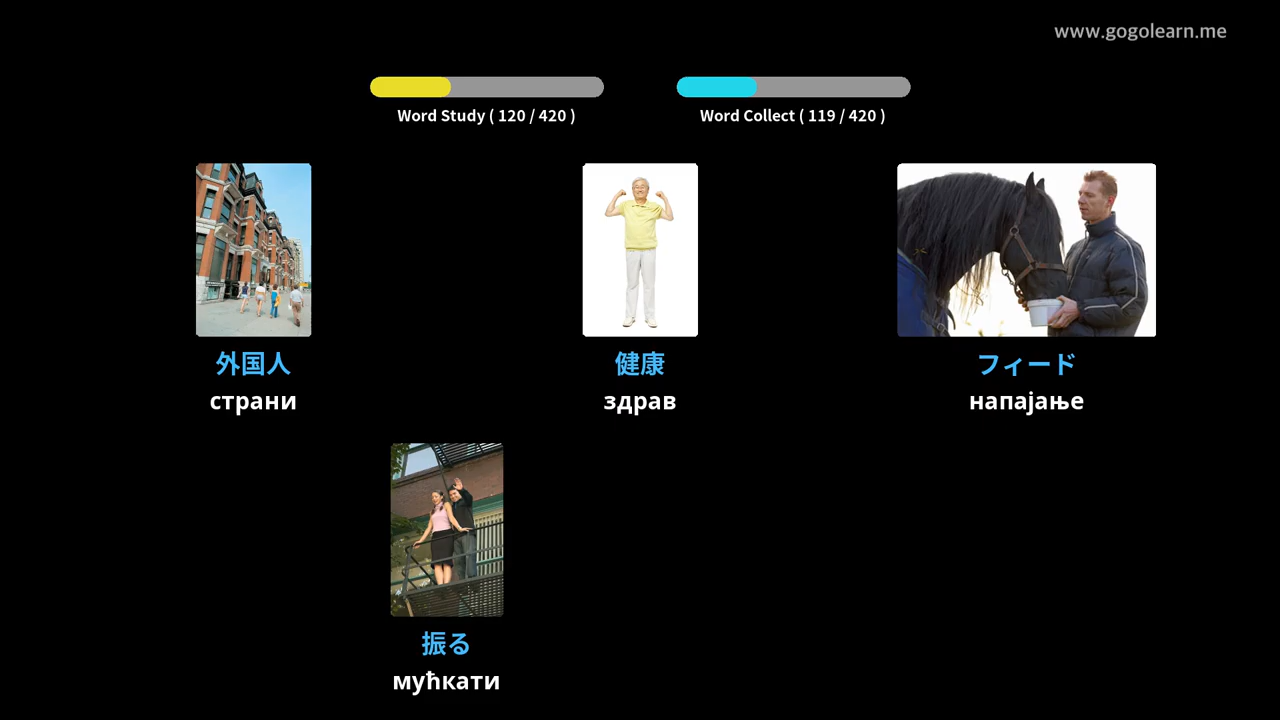 www.gogolearn.me
Word Study ( 120 / 420 )
Word Collect ( 119 / 420 )
外国人
страни
健康
здрав
フィード
напајање
振る
мућкати